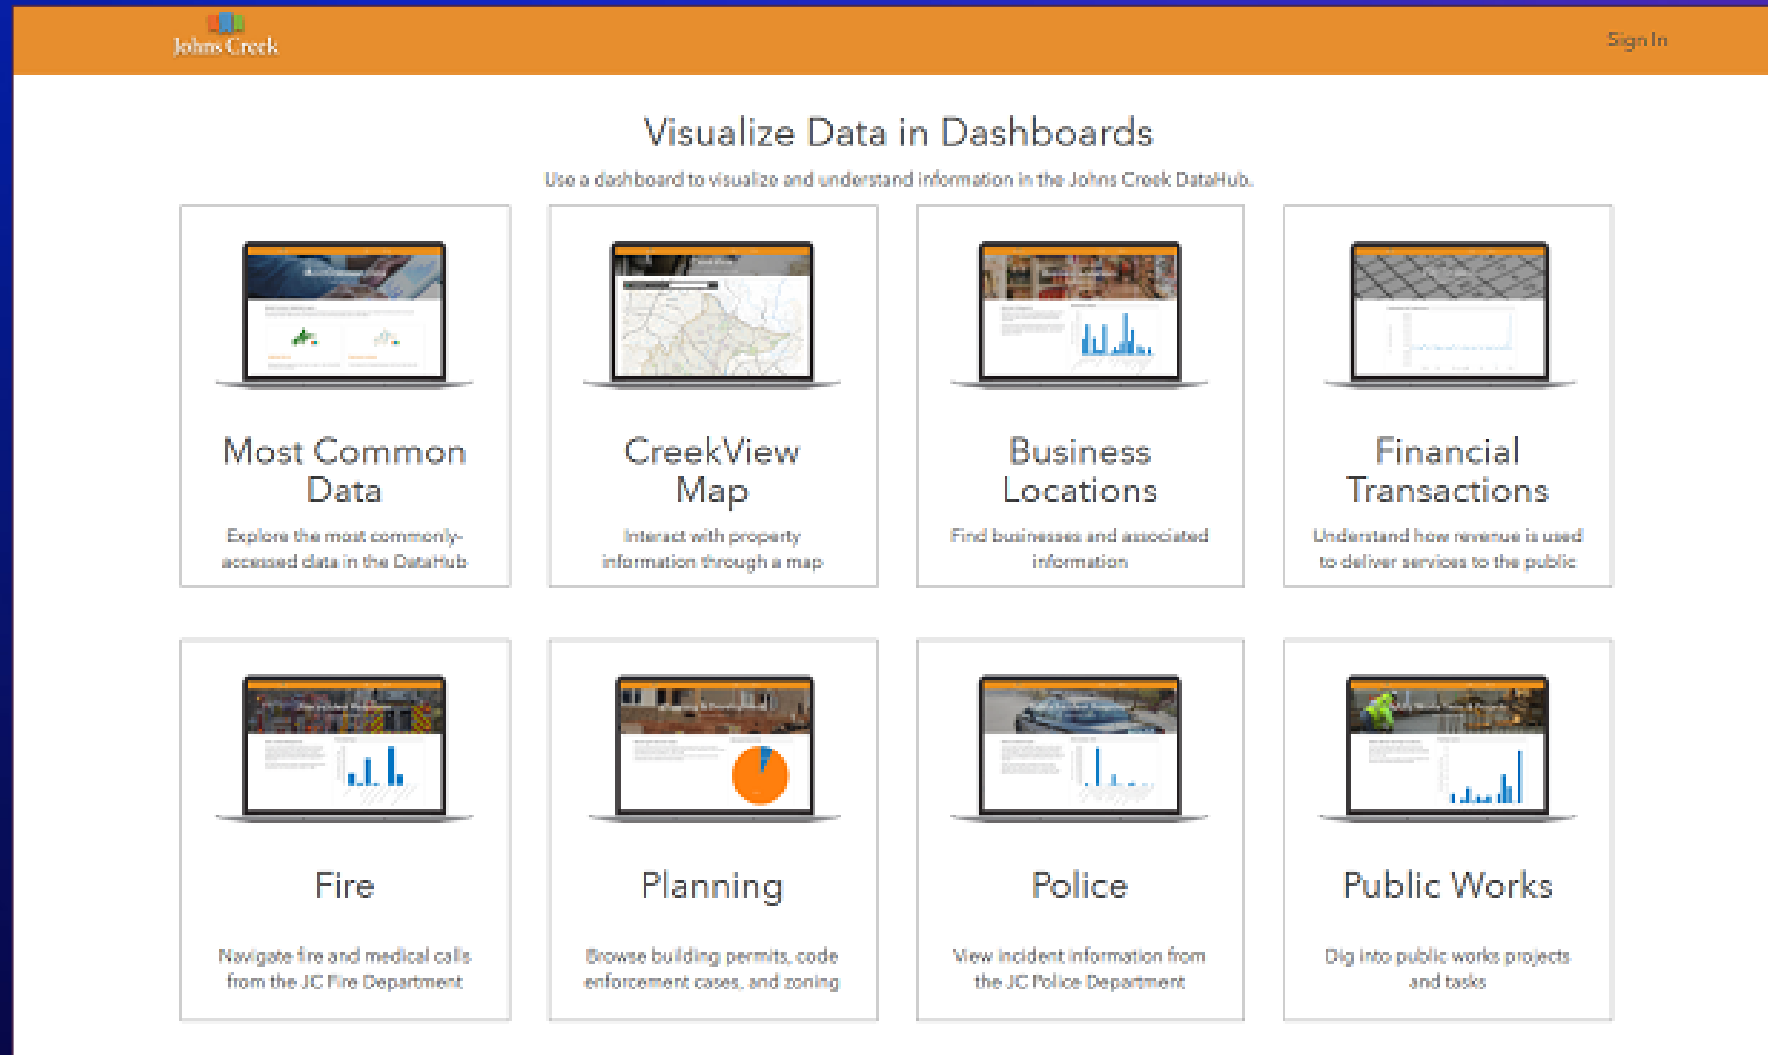 Johns Creek
Sign In
Visualize Data in Dashboards
Use a dashboard to visualize and understand information in the Johns Creek DataHub.
Most Common
Data
Explore the most commonly-
accessed data in the DataHub
CreekView
Map
Interact with property
information through a map
Business
Locations
Find businesses and associated
information
Financial
Transactions
Understand how revenue is used
to deliver services to the public
Fire
Navigate fire and medical calls
from the JC Fire Department
Planning
Browse building permits, code
enforcement cases, and zoning
Police
View incident information from
the JC Police Department
Public Works
Dig into public works projects
and tasks